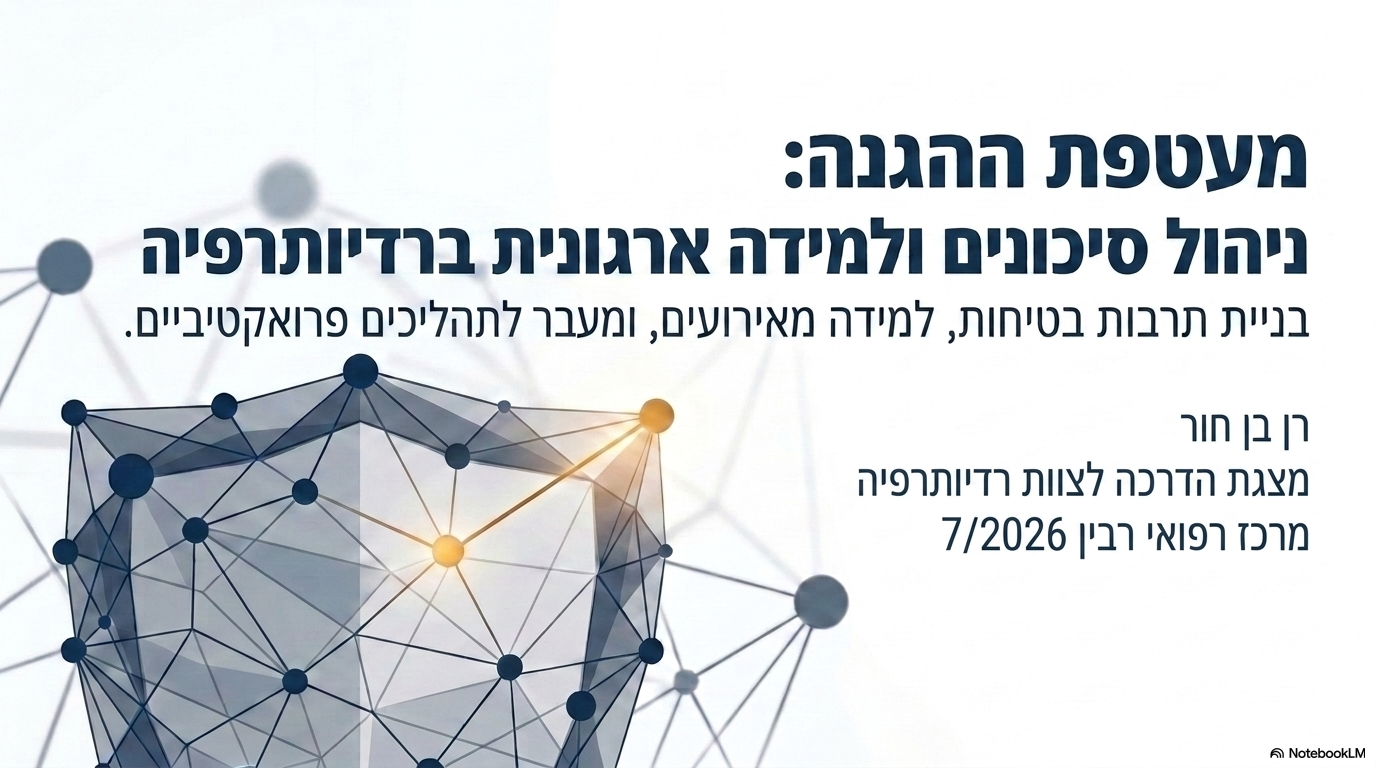 מעטפת ההגנה:
ניהול סיכונים ולמידה ארגונית ברדיותרפיה
בניית תרבות בטיחות, למידה מאירועים, ומעבר לתהליכים פרואקטיביים.
רן בן חור
מצגת הדרכה לצוות רדיותרפיה
מרכז רפואי רבין 7/2026
NotebookLM